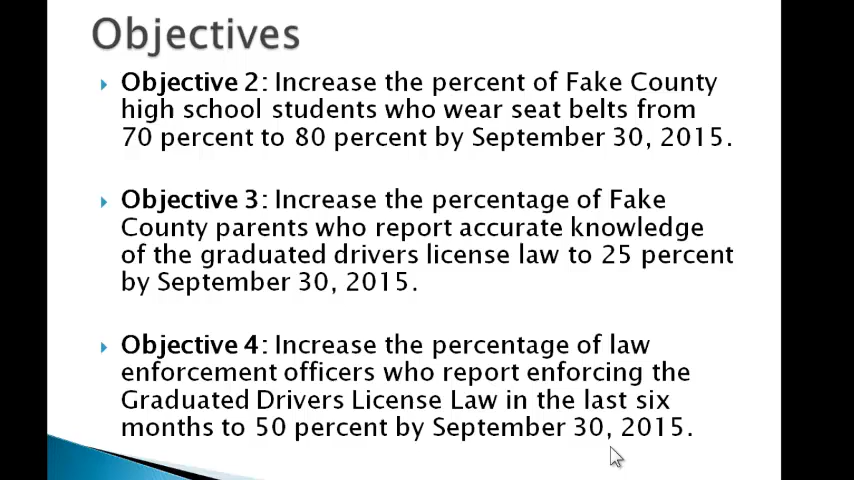 Objectives
Objective 2: Increase the percent of Fake County
high school students who wear seat belts from
70 percent to 80 percent by September 30, 2015.
Objective 3: Increase the percentage of Fake
County parents who report accurate knowledge
of the graduated drivers license law to 25 percent
by September 30, 2015.
Objective 4: Increase the percentage of law
enforcement officers who report enforcing the
Graduated Drivers License Law in the last six
months to 50 percent by September 30, 2015.